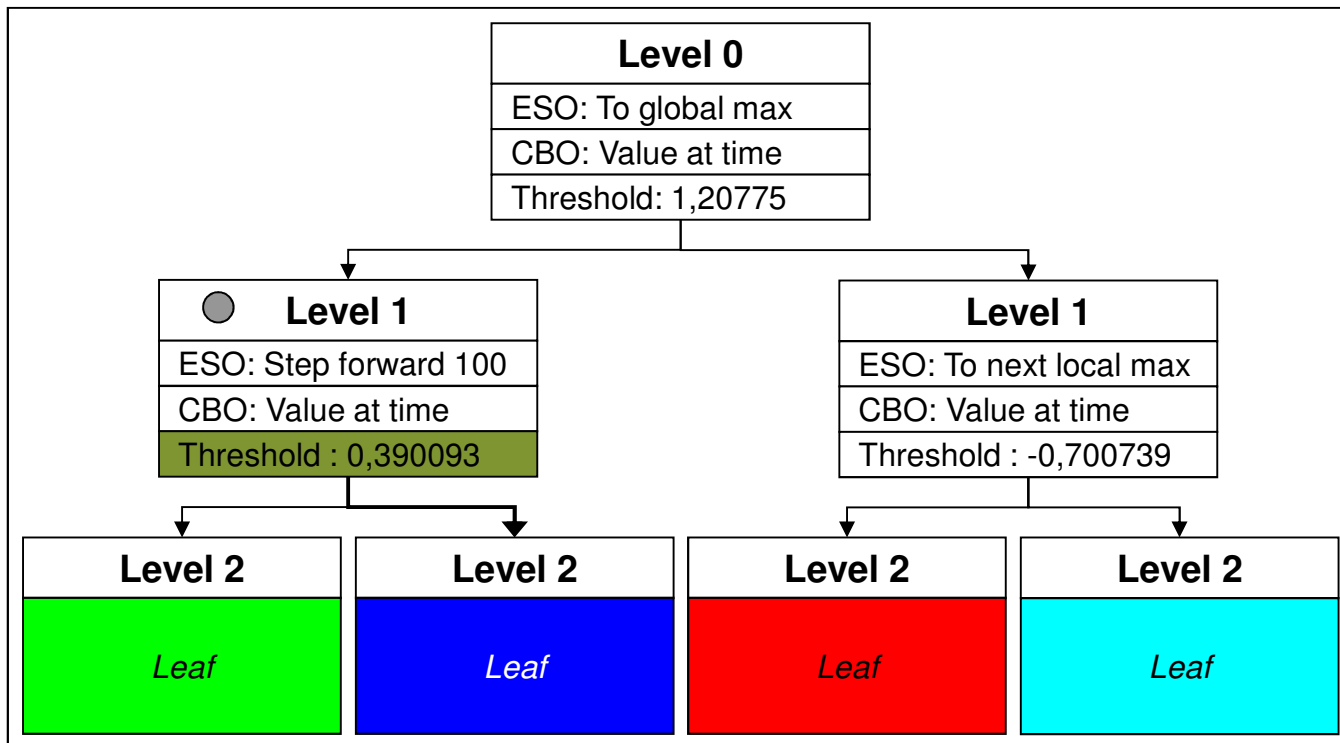 Level 0
ESO: To global max
CBO: Value at time
Threshold: 1,20775
Level 1
ESO: Step forward 100
CBO: Value at time
Threshold : 0,390093
Level 1
ESO: To next local max
CBO: Value at time
Threshold : -0,700739
Level 2
Leaf
Level 2
Leaf
Level 2
Leaf
Level 2
Leaf